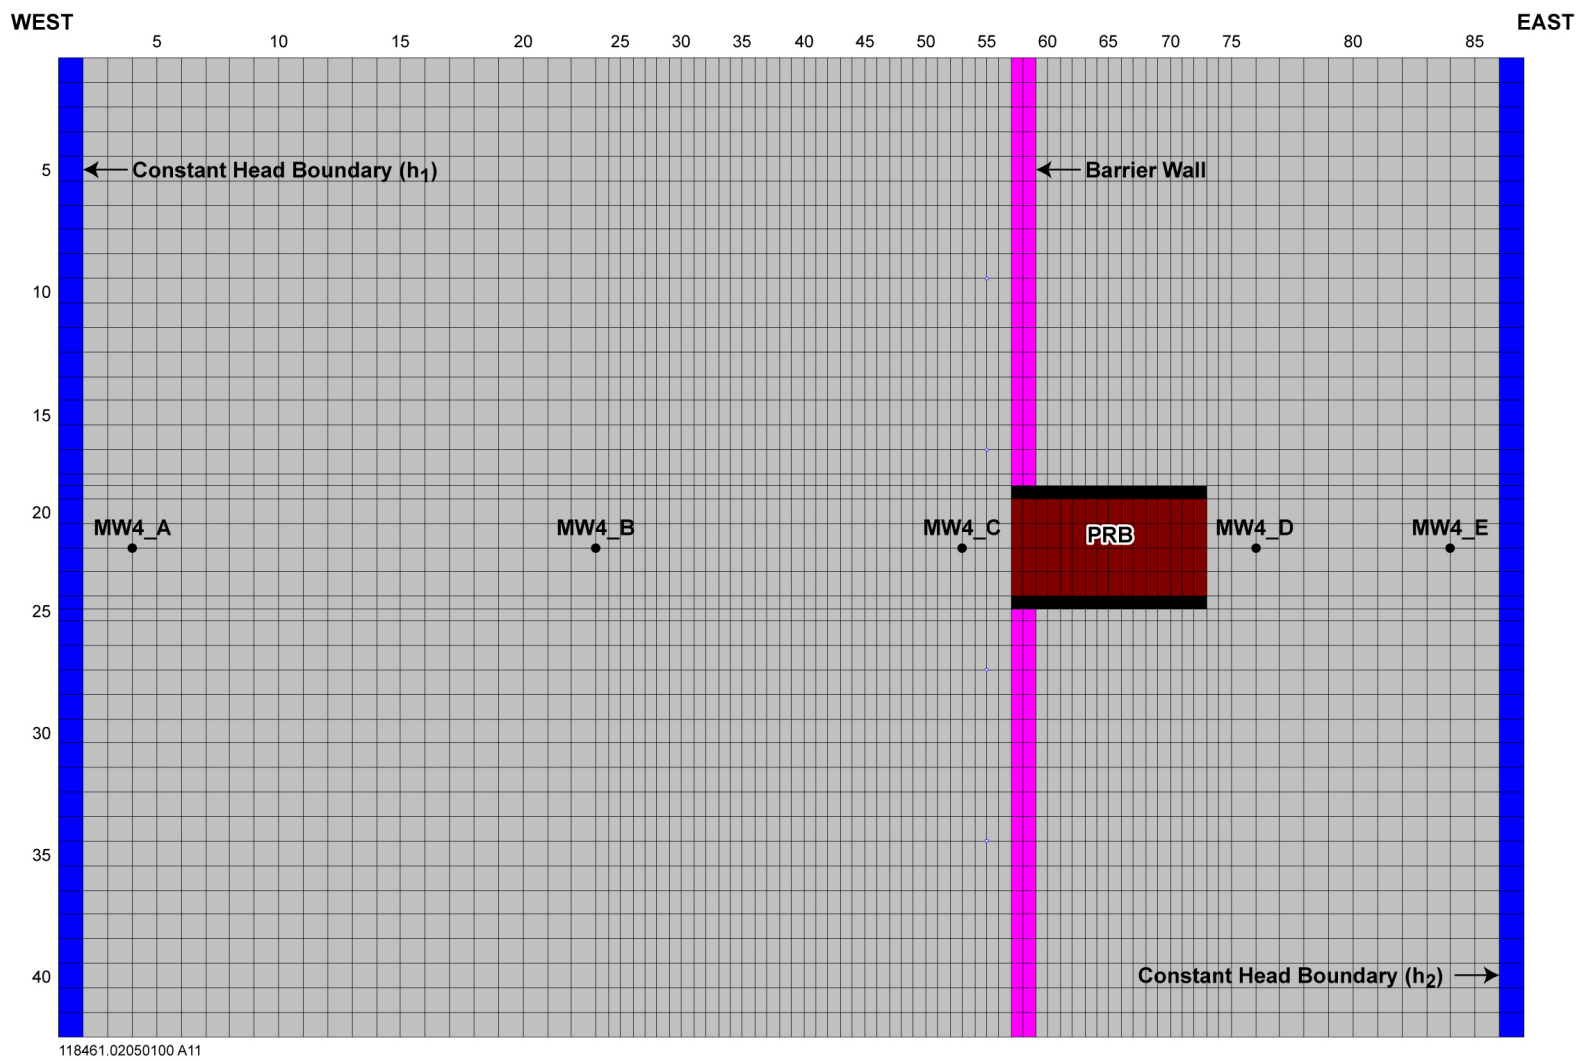 WEST EAST
5 10 15 20 25 30 35 40 45 50 55 60 65 70 75 80 85
5
Constant Head Boundary (h1)
Barrier Wall
10
15
20
MW4_A MW4_B MW4_C PRB MW4_D MW4_E
25
30
35
40
Constant Head Boundary (h2)
118461.02050100 A11